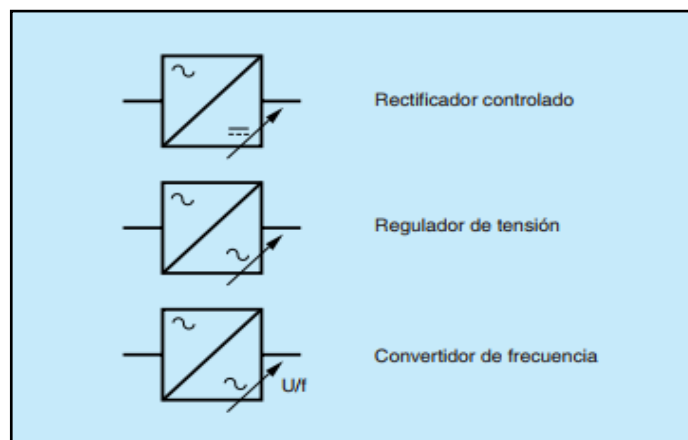 Rectificador controlado
Regulador de tensión
U/f
Convertidor de frecuencia